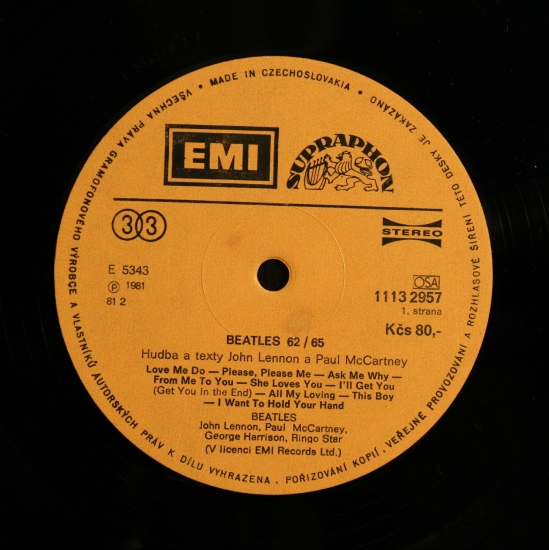 MADE IN CZECHOSLOVAKIA • VŠECHNA PRÁVA GRAMOFONOVÉHO VÝROBCE A VLASTNÍKŮ AUTORSKÝCH PRÁV K DÍLU VYHRAZENA. POŘIZOVÁNÍ KOPIÍ, VEŘEJNÉ PROVOZOVÁNÍ A ROZHLASOVÉ ŠÍŘENÍ TÉTO DESKY JE ZAKÁZÁNO •
EMI
SUPRAPHON
33
STEREO
E 5343
Ⓟ 1981
81 2
OSA
1113 2957
1. strana
Kčs 80,-
BEATLES 62/65
Hudba a texty John Lennon a Paul McCartney
Love Me Do — Please, Please Me — Ask Me Why —
From Me To You — She Loves You — I'll Get You
(Get You In the End) — All My Loving — This Boy
— I Want To Hold Your Hand
BEATLES
John Lennon, Paul McCartney,
George Harrison, Ringo Star
(V licenci EMI Records Ltd.)